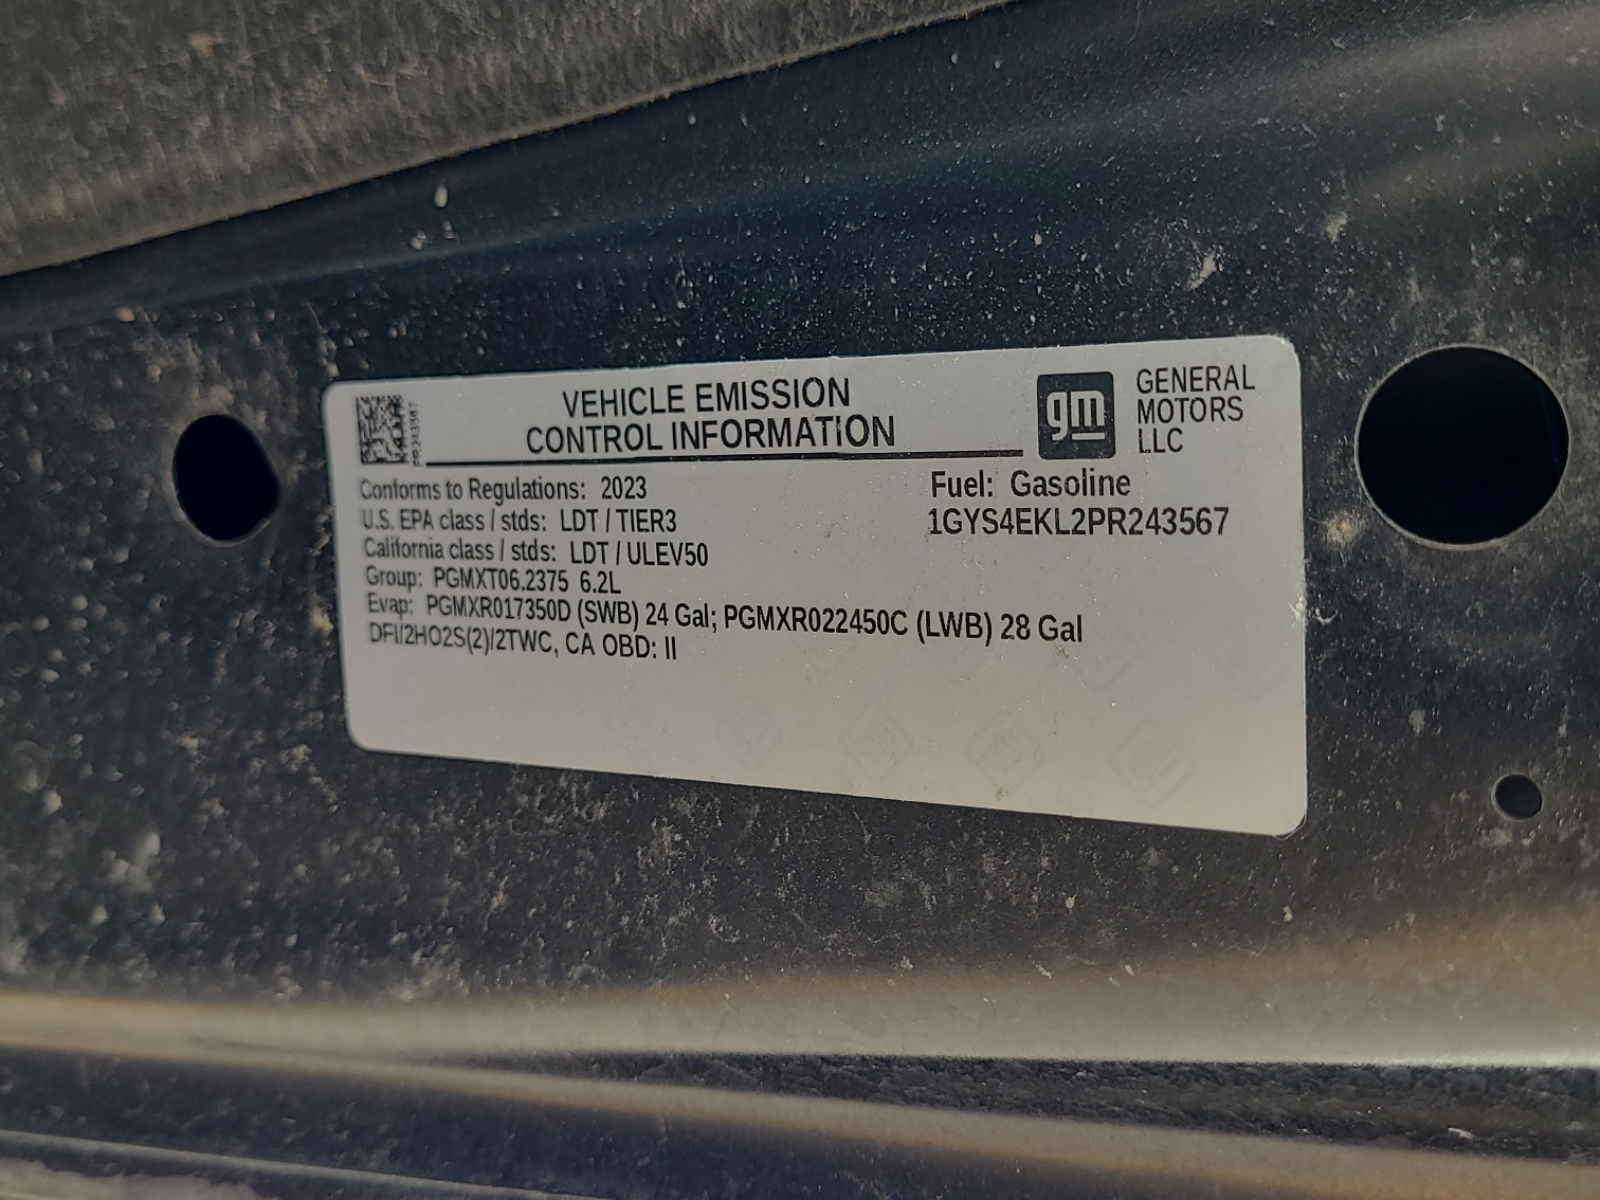 VEHICLE EMISSION
CONTROL INFORMATION
gm
GENERAL
MOTORS
LLC
Conforms to Regulations: 2023
U.S. EPA class / stds: LDT / TIER3
California class / stds: LDT / ULEV50
Group: PGMXT06.2375 6.2L
Evap: PGMXR017350D (SWB) 24 Gal; PGMXR022450C (LWB) 28 Gal
DFI/2HO2S(2)/2TWC, CA OBD: II
Fuel: Gasoline
1GYS4EKL2PR243567
PR243567